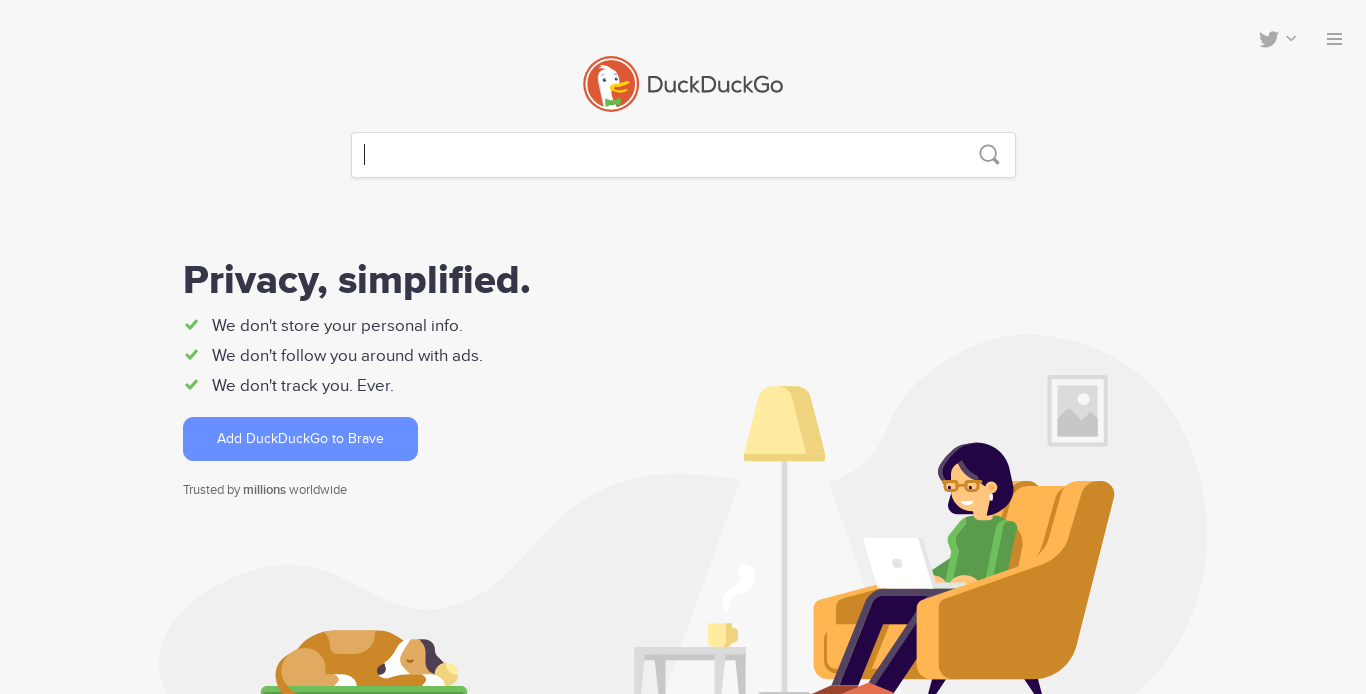 DuckDuckGo
Privacy, simplified.
We don't store your personal info.
We don't follow you around with ads.
We don't track you. Ever.
Add DuckDuckGo to Brave
Trusted by millions worldwide